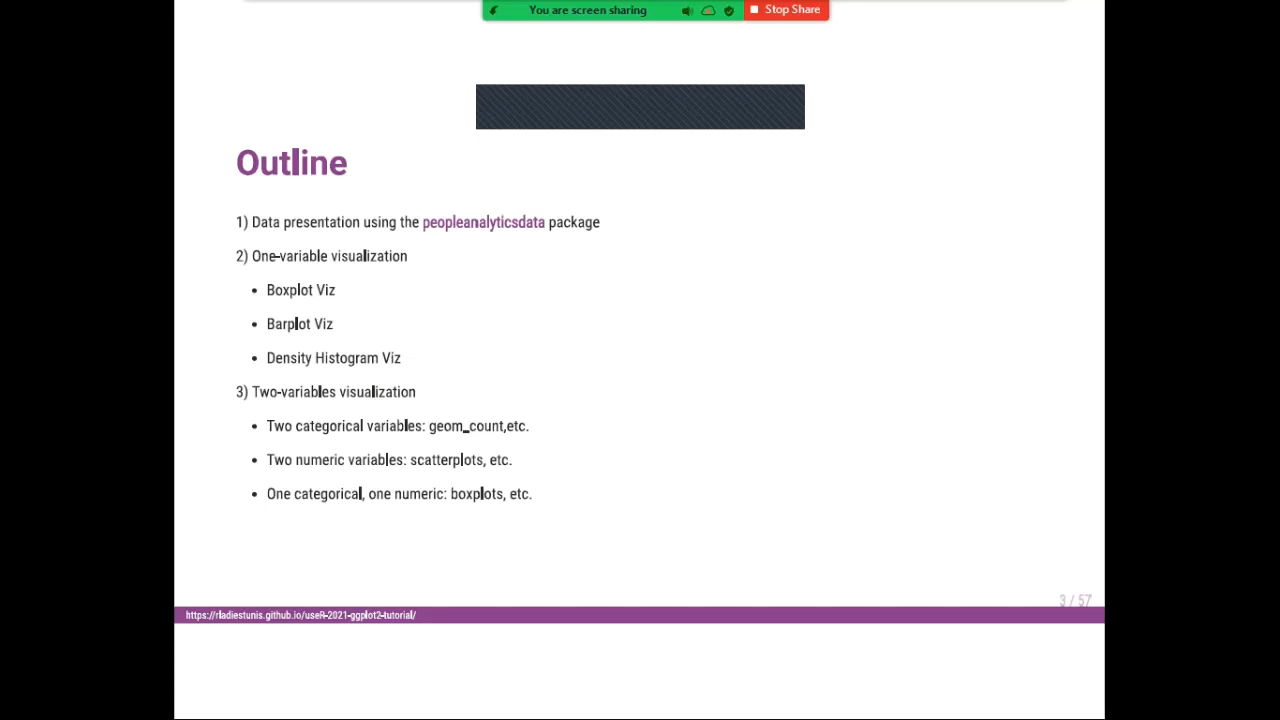 You are screen sharing
Stop Share
Outline
1) Data presentation using the peopleanalyticsdata package
2) One-variable visualization
• Boxplot Viz
• Barplot Viz
• Density Histogram Viz
3) Two-variables visualization
• Two categorical variables: geom_count,etc.
• Two numeric variables: scatterplots, etc.
• One categorical, one numeric: boxplots, etc.
3 / 57
https://rladiestunis.github.io/useR-2021-ggplot2-tutorial/